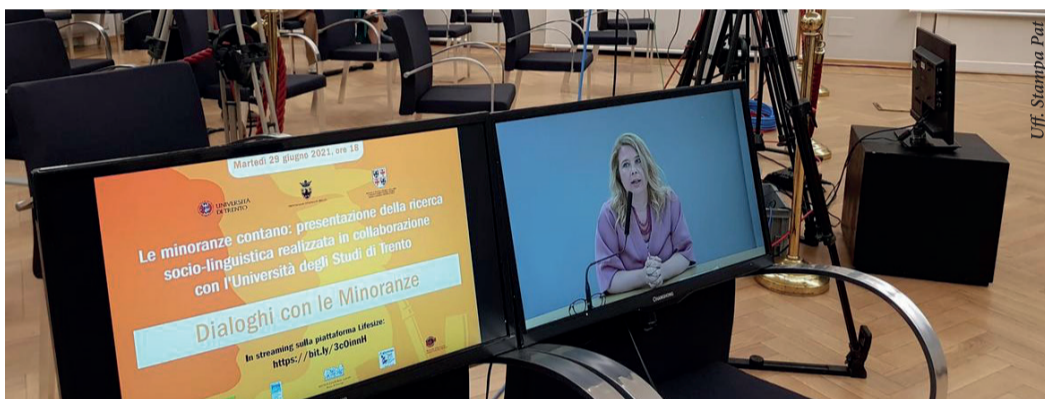 Martedì 29 giugno 2021, ore 18
UNIVERSITÀ
DI TRENTO
Le minoranze contano: presentazione della ricerca
socio-linguistica realizzata in collaborazione
con l'Università degli Studi di Trento
Dialoghi con le Minoranze
In streaming sulla piattaforma Lifesize:
https://bit.ly/3c0innH
CHANGHONG
Uff. Stampa Pat